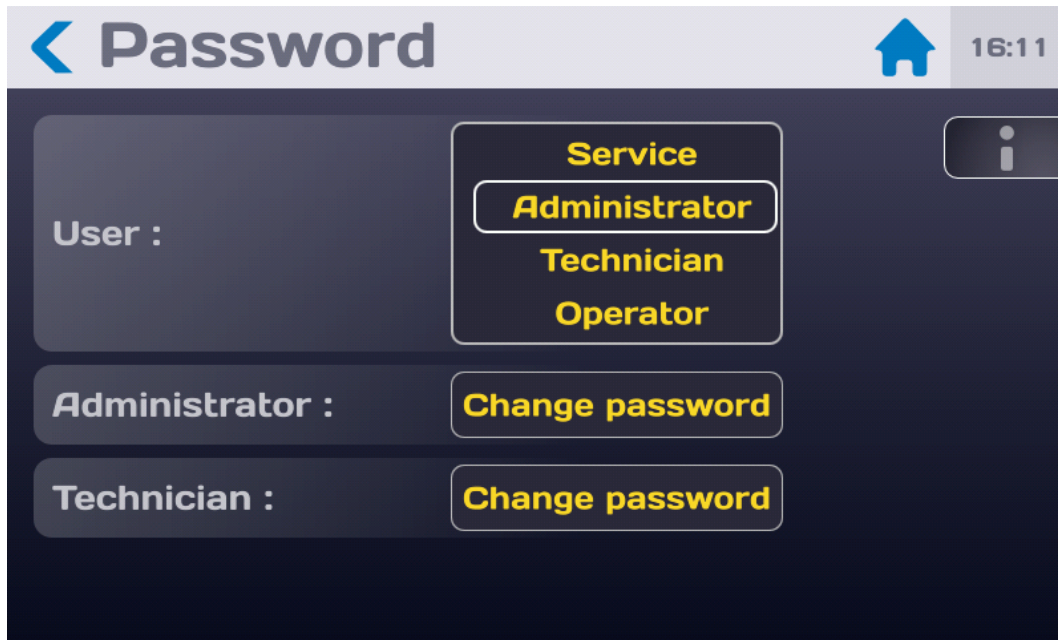 Password
16:11
Service
Administrator
User :
Technician
Operator
Administrator :
Change password
Technician :
Change password